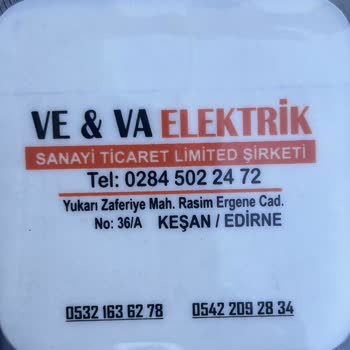 VE & VA ELEKTRİK
SANAYİ TİCARET LİMİTED ŞİRKETİ
Tel: 0284 502 24 72
Yukarı Zaferiye Mah. Rasim Ergene Cad.
No: 36/A KEŞAN / EDİRNE
0532 163 62 78 0542 209 28 34